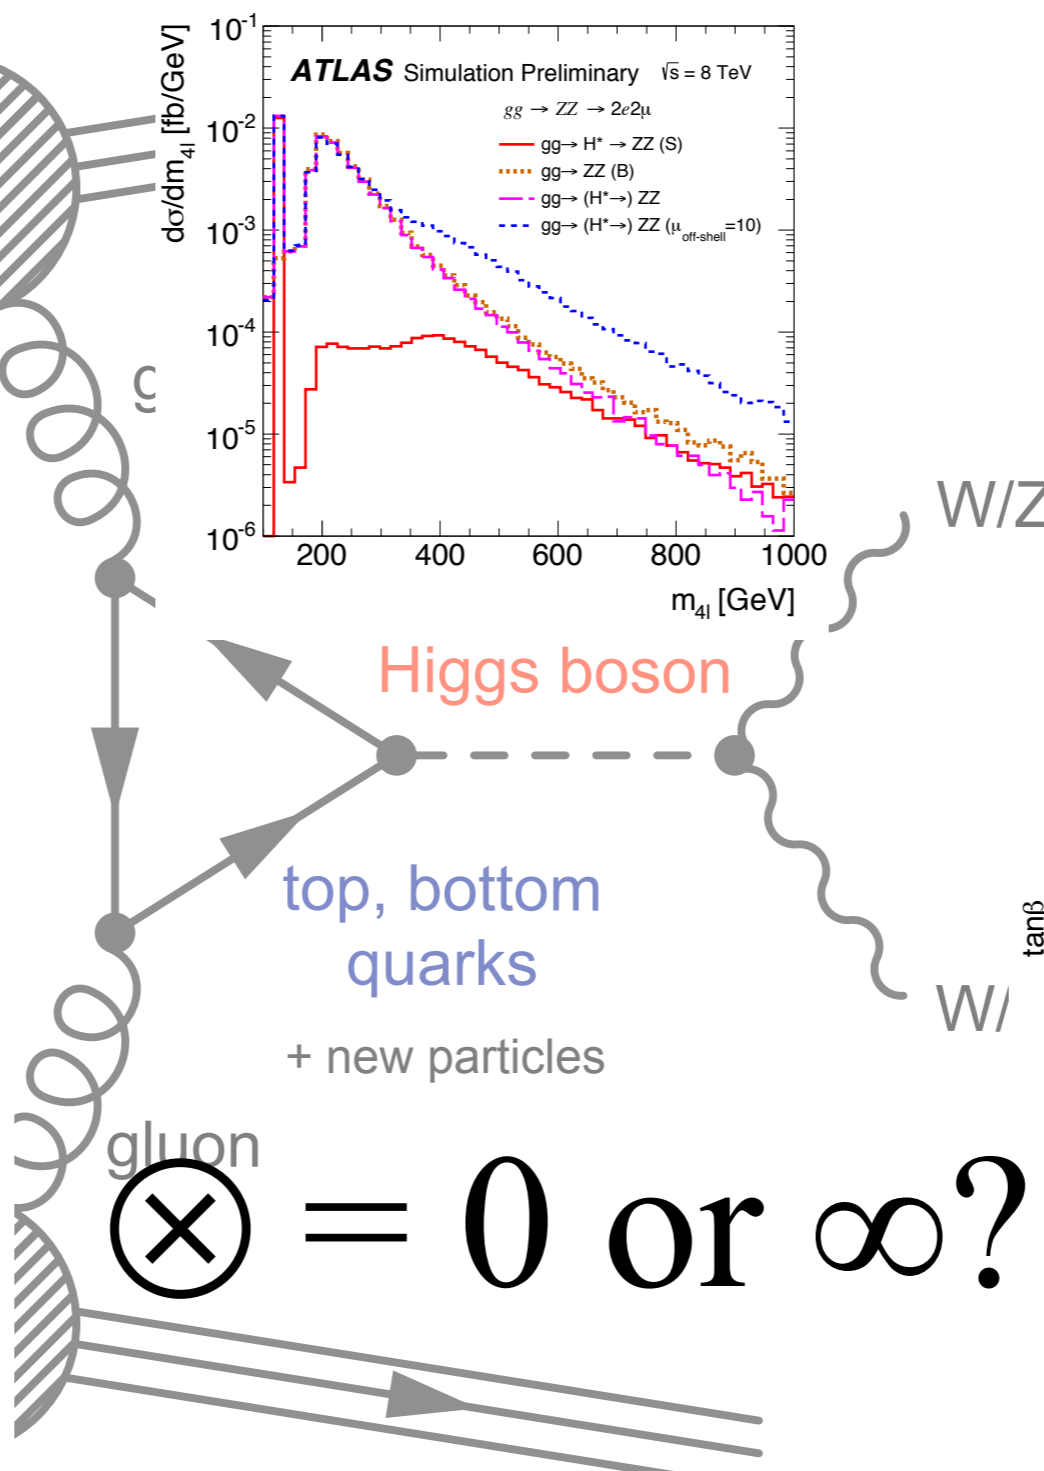 10⁻¹
10⁻²
10⁻³
10⁻⁴
10⁻⁵
10⁻⁶
dσ/dm₄ₗ [fb/GeV]
ATLAS Simulation Preliminary √s = 8 TeV
gg → ZZ → 2e2μ
gg→ H* → ZZ (S)
gg→ ZZ (B)
gg→ (H*→) ZZ
gg→ (H*→) ZZ (μ_off-shell=10)
200 400 600 800 1000
m₄ₗ [GeV]
g
W/Z
Higgs boson
top, bottom
quarks
tanβ
W/
+ new particles
gluon
⊗ = 0 or ∞?